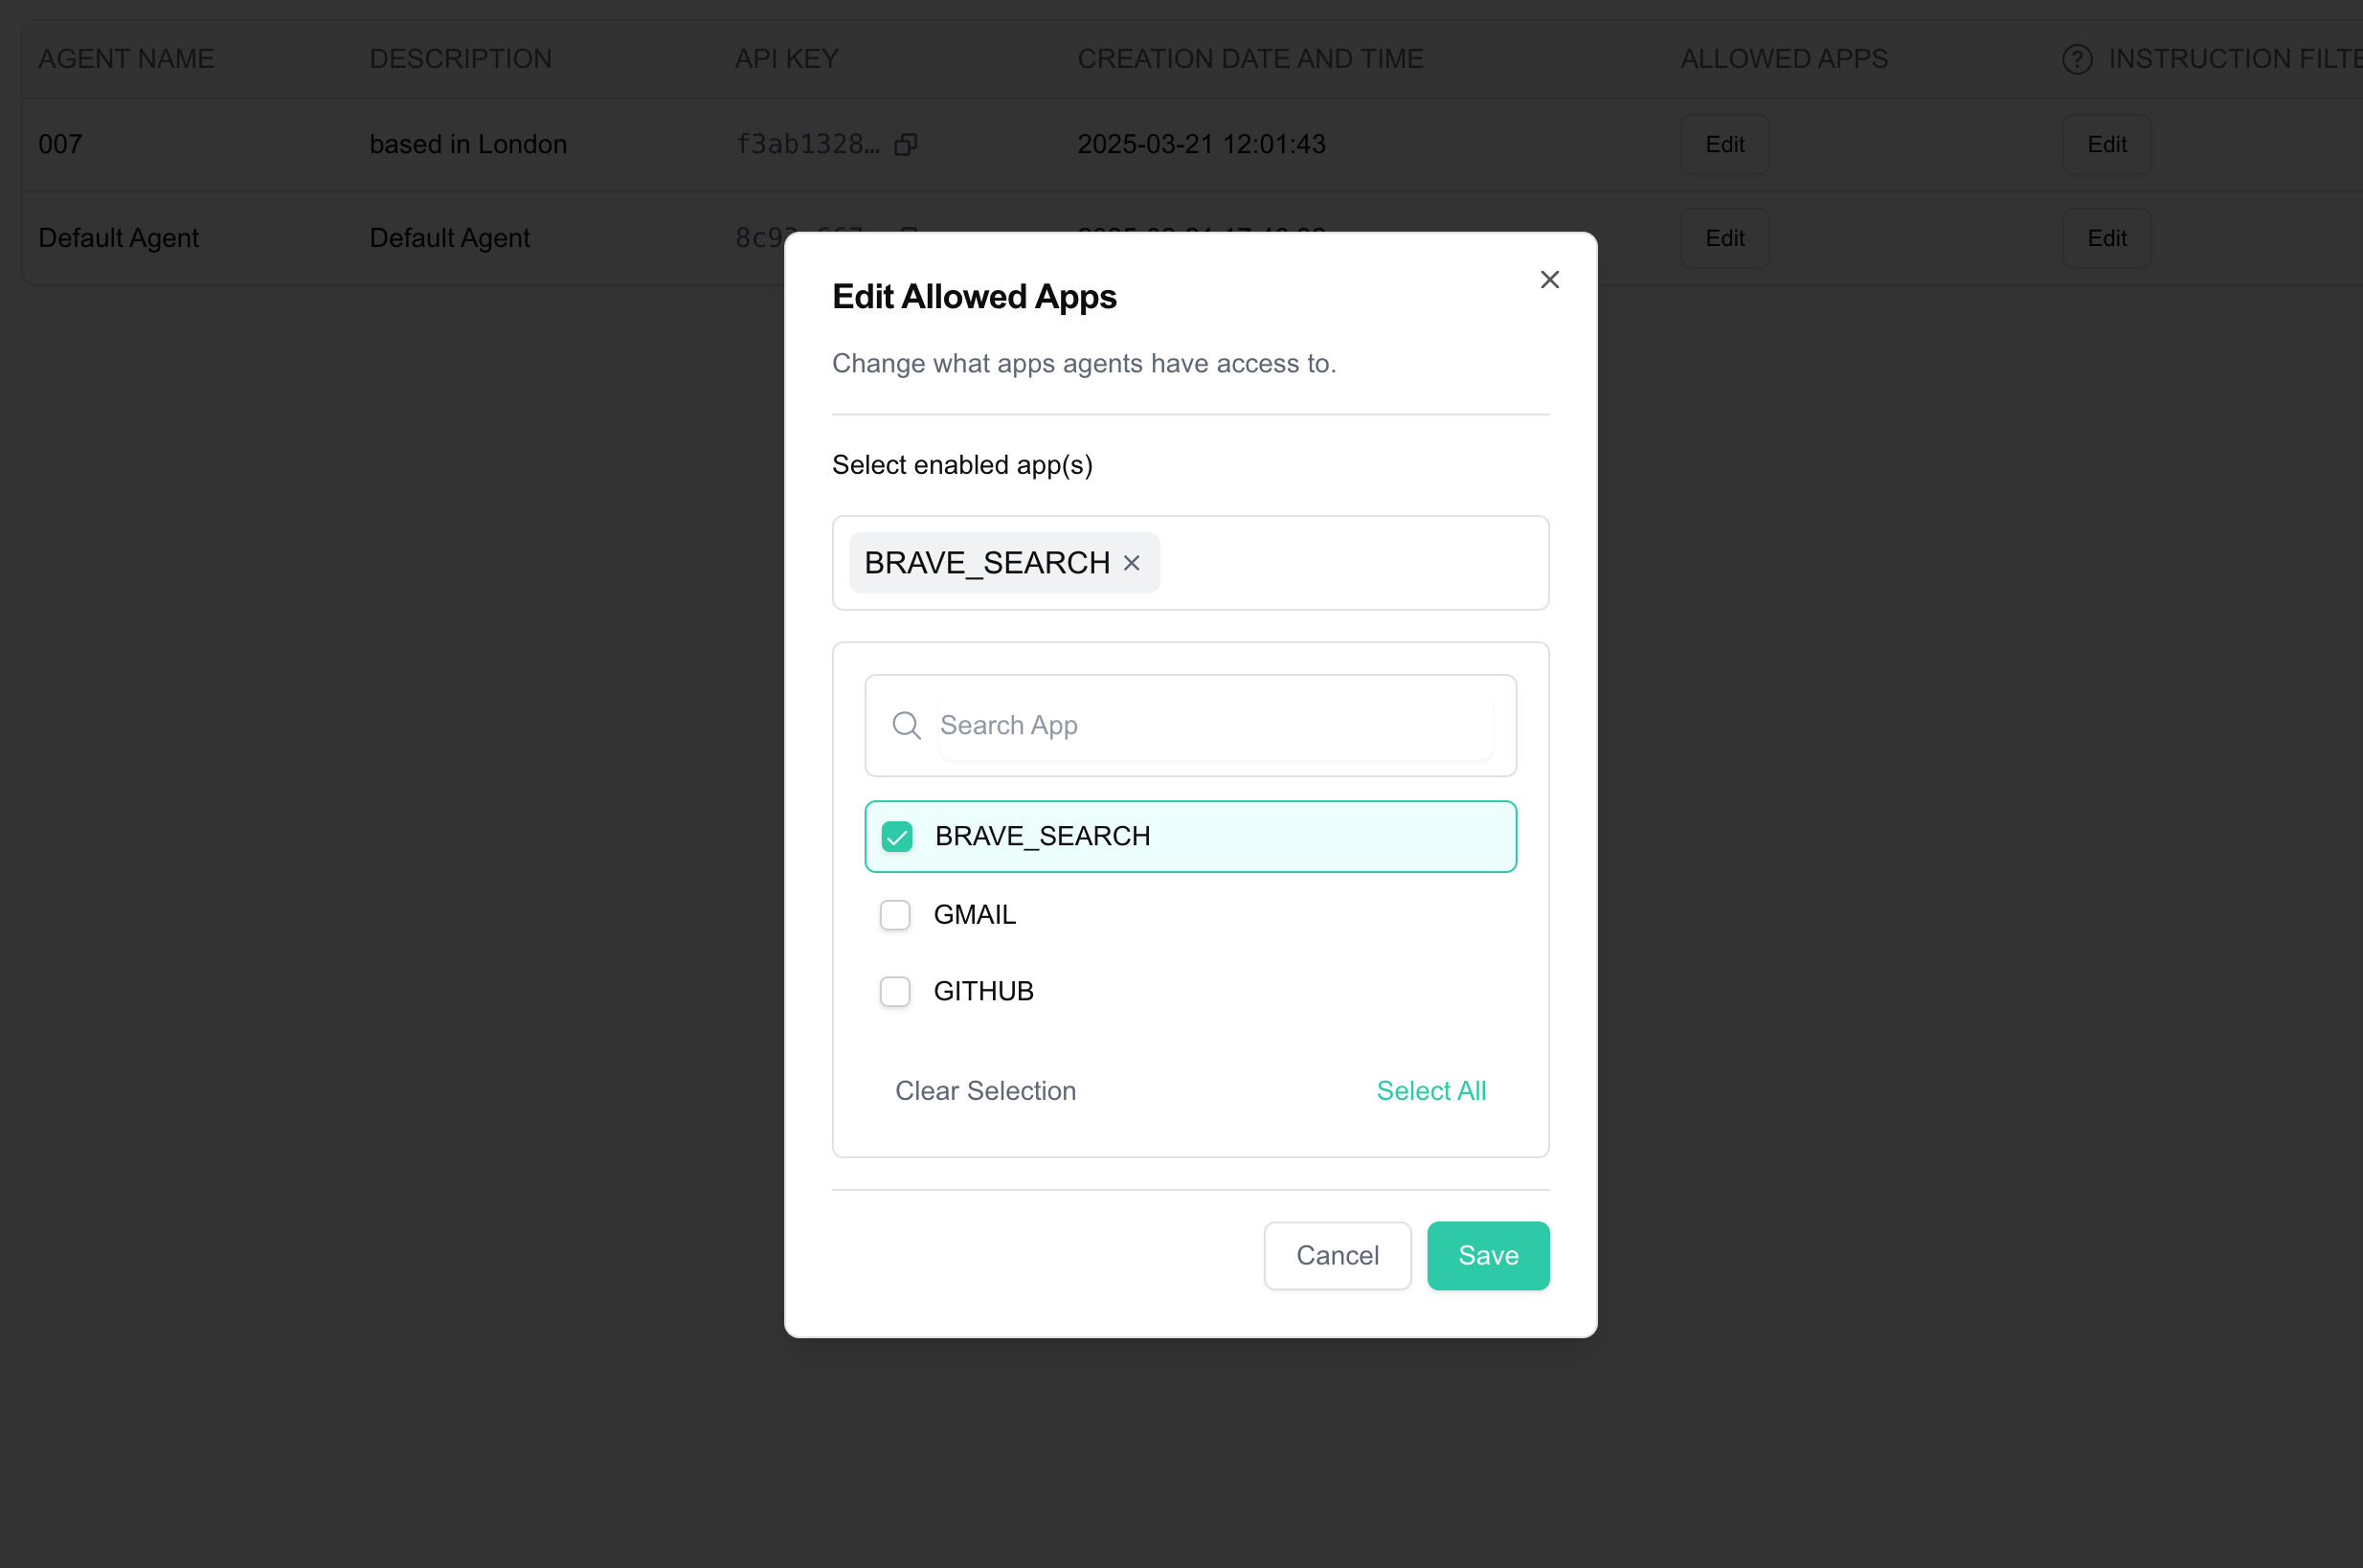 AGENT NAME DESCRIPTION API KEY CREATION DATE AND TIME ALLOWED APPS ? INSTRUCTION FILTE
007 based in London f3ab1328… 2025-03-21 12:01:43 Edit Edit
Default Agent Default Agent Edit Edit
Edit Allowed Apps
Change what apps agents have access to.
Select enabled app(s)
BRAVE_SEARCH
Search App
BRAVE_SEARCH
GMAIL
GITHUB
Clear Selection Select All
Cancel Save